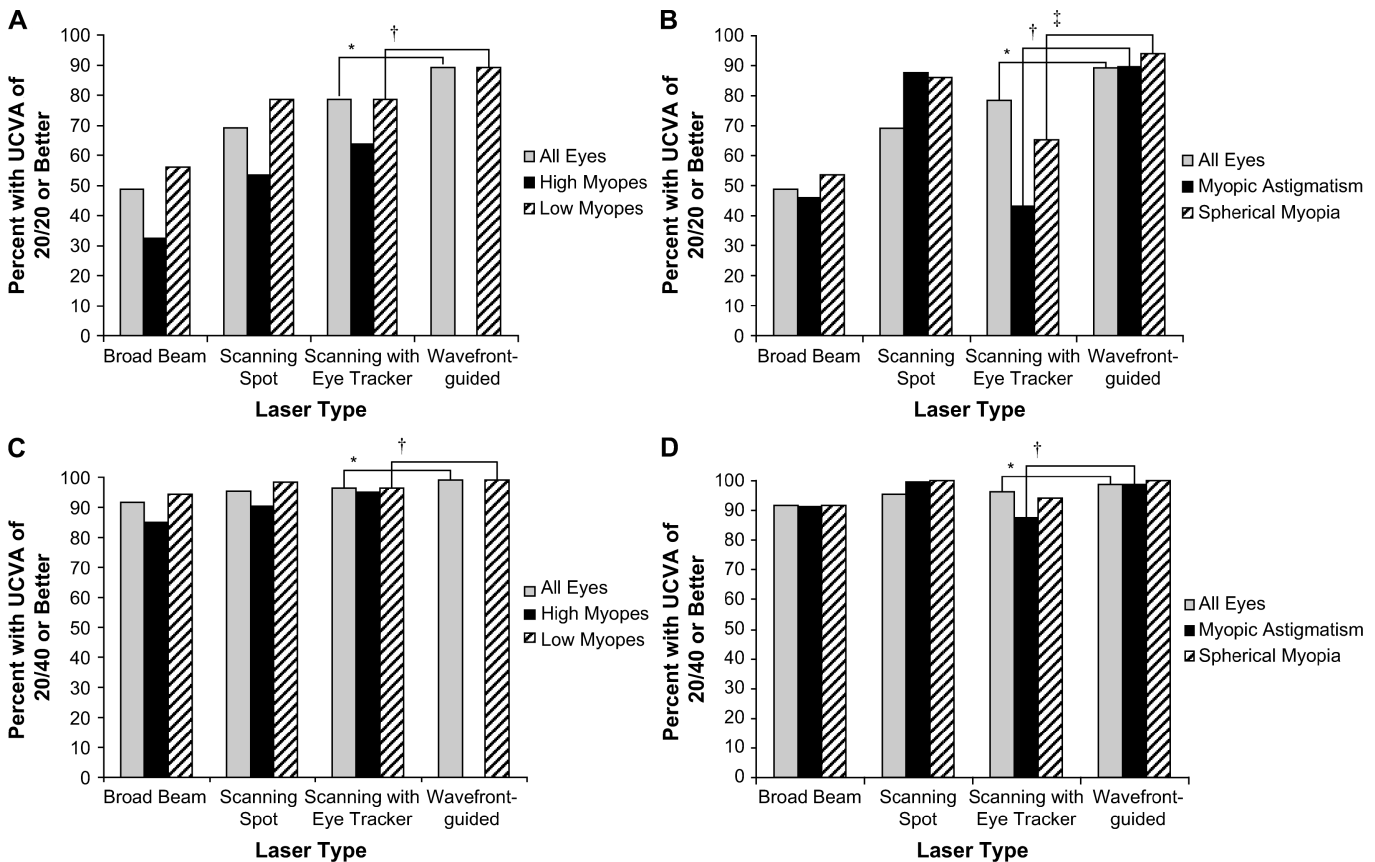 A
Percent with UCVA of
20/20 or Better
100
90
80
70
60
50
40
30
20
10
0
*
†
Broad Beam
Scanning
Spot
Scanning with
Eye Tracker
Wavefront-
guided
Laser Type
All Eyes
High Myopes
Low Myopes
B
Percent with UCVA of
20/20 or Better
100
90
80
70
60
50
40
30
20
10
0
*
†
‡
Broad Beam
Scanning
Spot
Scanning with
Eye Tracker
Wavefront-
guided
Laser Type
All Eyes
Myopic Astigmatism
Spherical Myopia
C
Percent with UCVA of
20/40 or Better
100
90
80
70
60
50
40
30
20
10
0
*
†
Broad Beam
Scanning
Spot
Scanning with
Eye Tracker
Wavefront-
guided
Laser Type
All Eyes
High Myopes
Low Myopes
D
Percent with UCVA of
20/40 or Better
100
90
80
70
60
50
40
30
20
10
0
*
†
Broad Beam
Scanning
Spot
Scanning with
Eye Tracker
Wavefront-
guided
Laser Type
All Eyes
Myopic Astigmatism
Spherical Myopia